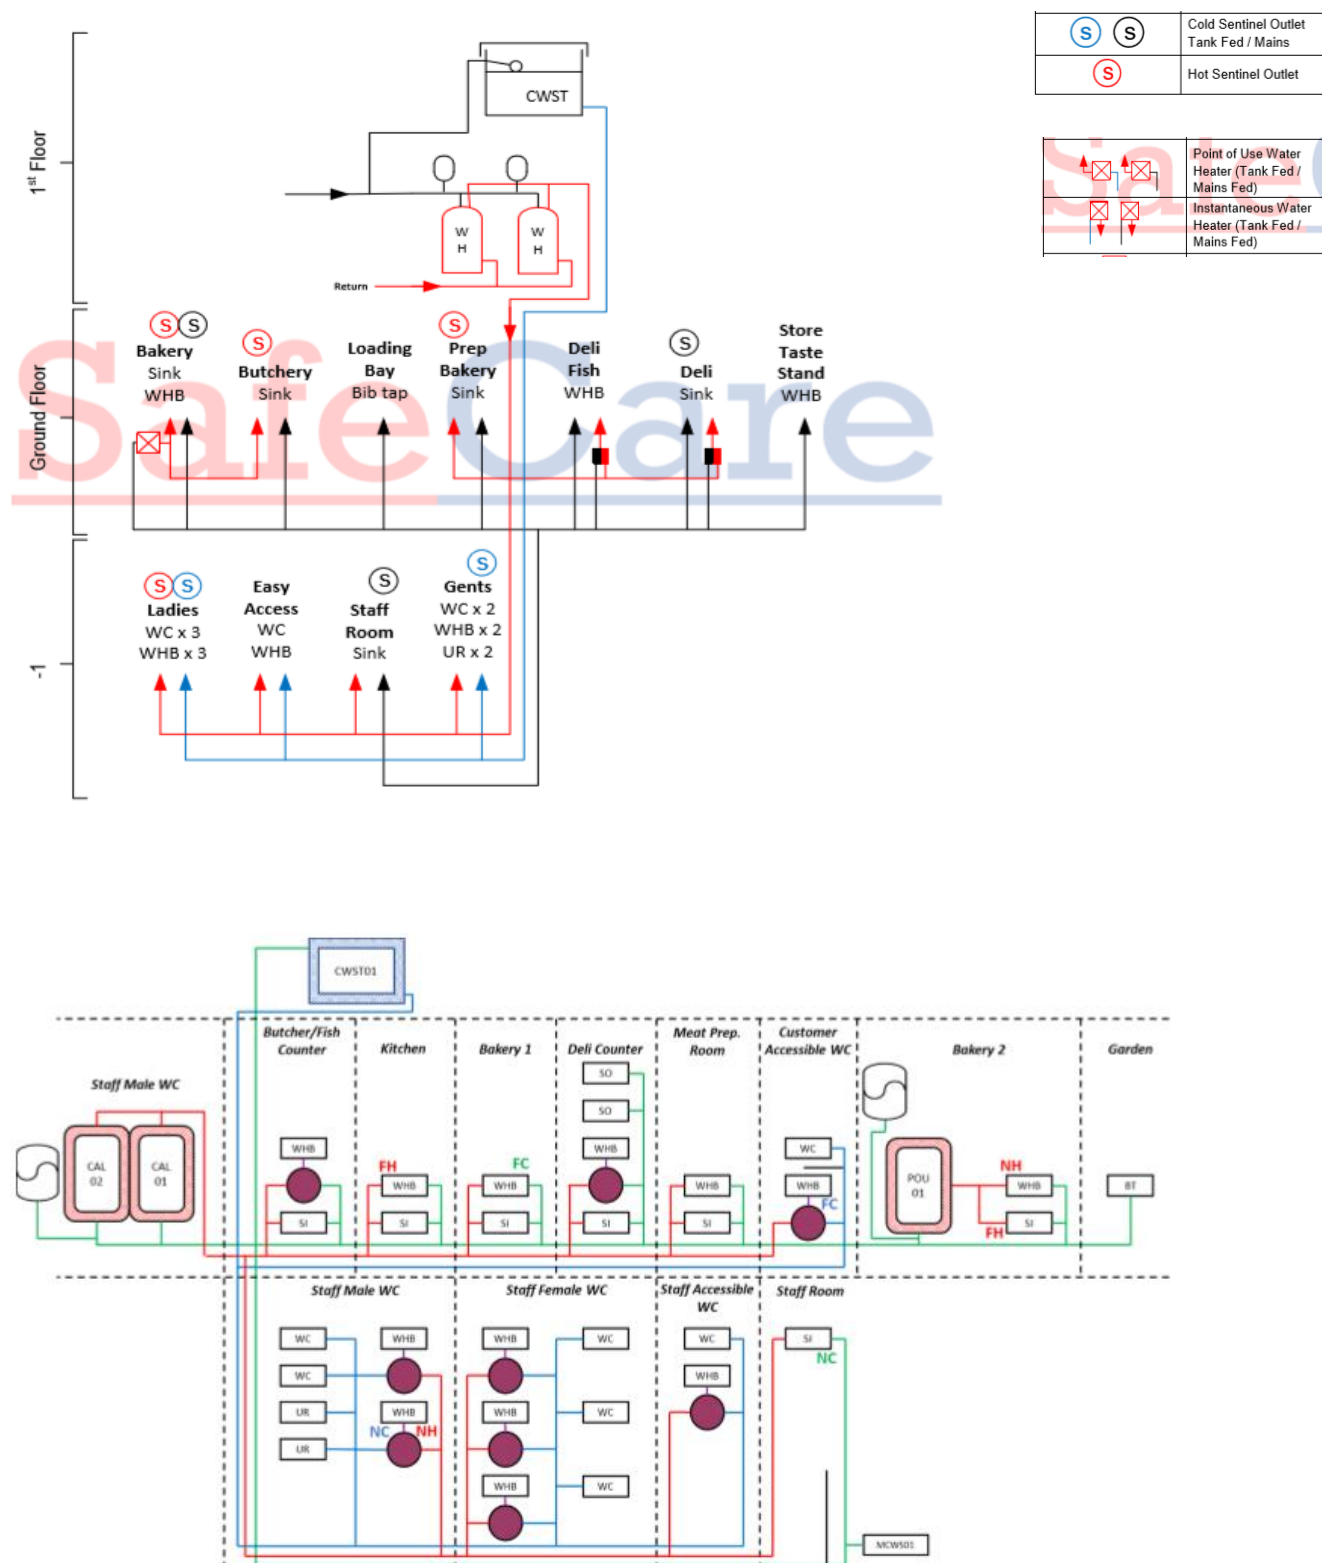 S S
Cold Sentinel Outlet
Tank Fed / Mains
S
Hot Sentinel Outlet
Point of Use Water
Heater (Tank Fed /
Mains Fed)
Instantaneous Water
Heater (Tank Fed /
Mains Fed)
SafeCare
1st Floor
CWST
W
H
W
H
Return
Ground Floor
S S
Bakery
Sink
WHB
S
Butchery
Sink
Loading
Bay
Bib tap
S
Prep
Bakery
Sink
Deli
Fish
WHB
S
Deli
Sink
Store
Taste
Stand
WHB
-1
S S
Ladies
WC x 3
WHB x 3
Easy
Access
WC
WHB
S
Staff
Room
Sink
S
Gents
WC x 2
WHB x 2
UR x 2
CWST01
Staff Male WC
CAL
02
CAL
01
Butcher/Fish
Counter
WHB
SI
Kitchen
FH
WHB
SI
Bakery 1
FC
WHB
SI
Deli Counter
SO
SO
WHB
SI
Meat Prep.
Room
WHB
SI
Customer
Accessible WC
WC
WHB
FC
Bakery 2
POU
01
NH
WHB
SI
FH
Garden
BT
Staff Male WC
WC
WHB
WC
UR
WHB
NC
NH
UR
Staff Female WC
WHB
WC
WHB
WC
WHB
WC
Staff Accessible
WC
WC
WHB
Staff Room
SI
NC
MCWS01